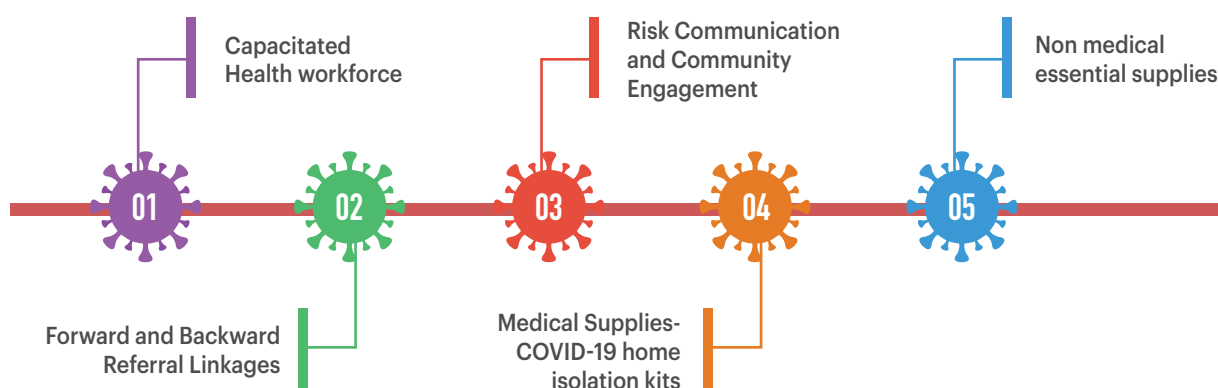 01
Capacitated
Health workforce
02
Forward and Backward
Referral Linkages
03
Risk Communication
and Community
Engagement
04
Medical Supplies-
COVID-19 home
isolation kits
05
Non medical
essential supplies